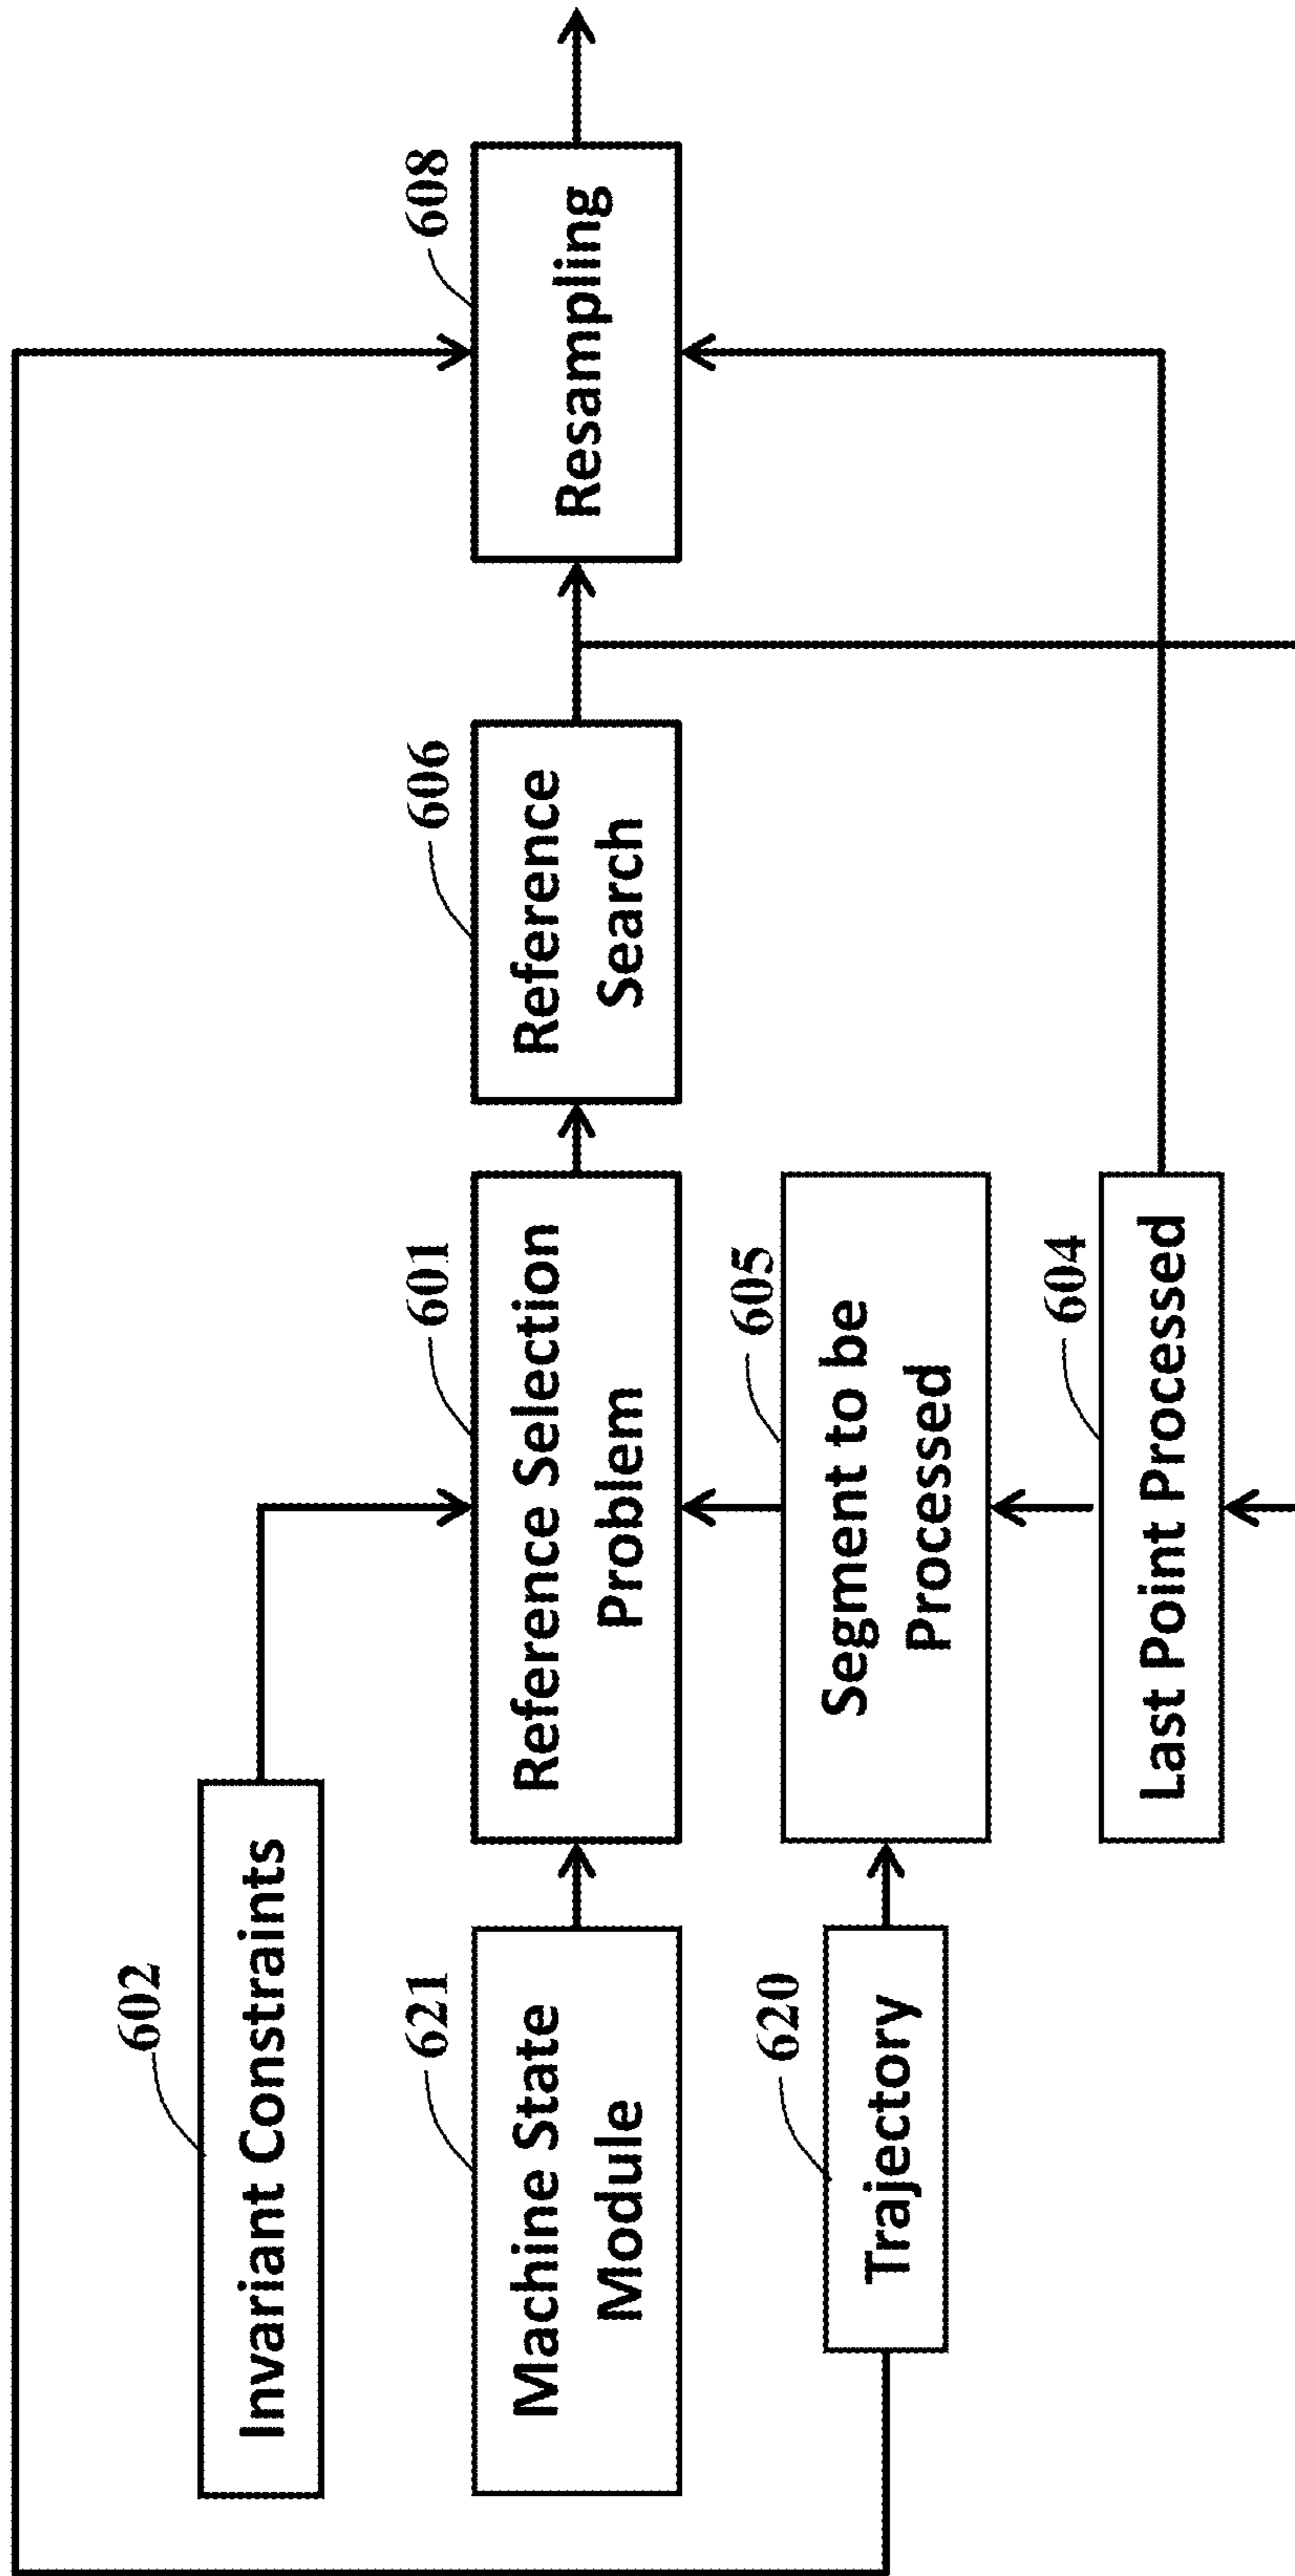 602
Invariant Constraints
621
Machine State
Module
601
Reference Selection
Problem
606
Reference
Search
608
Resampling
620
Trajectory
605
Segment to be
Processed
604
Last Point Processed